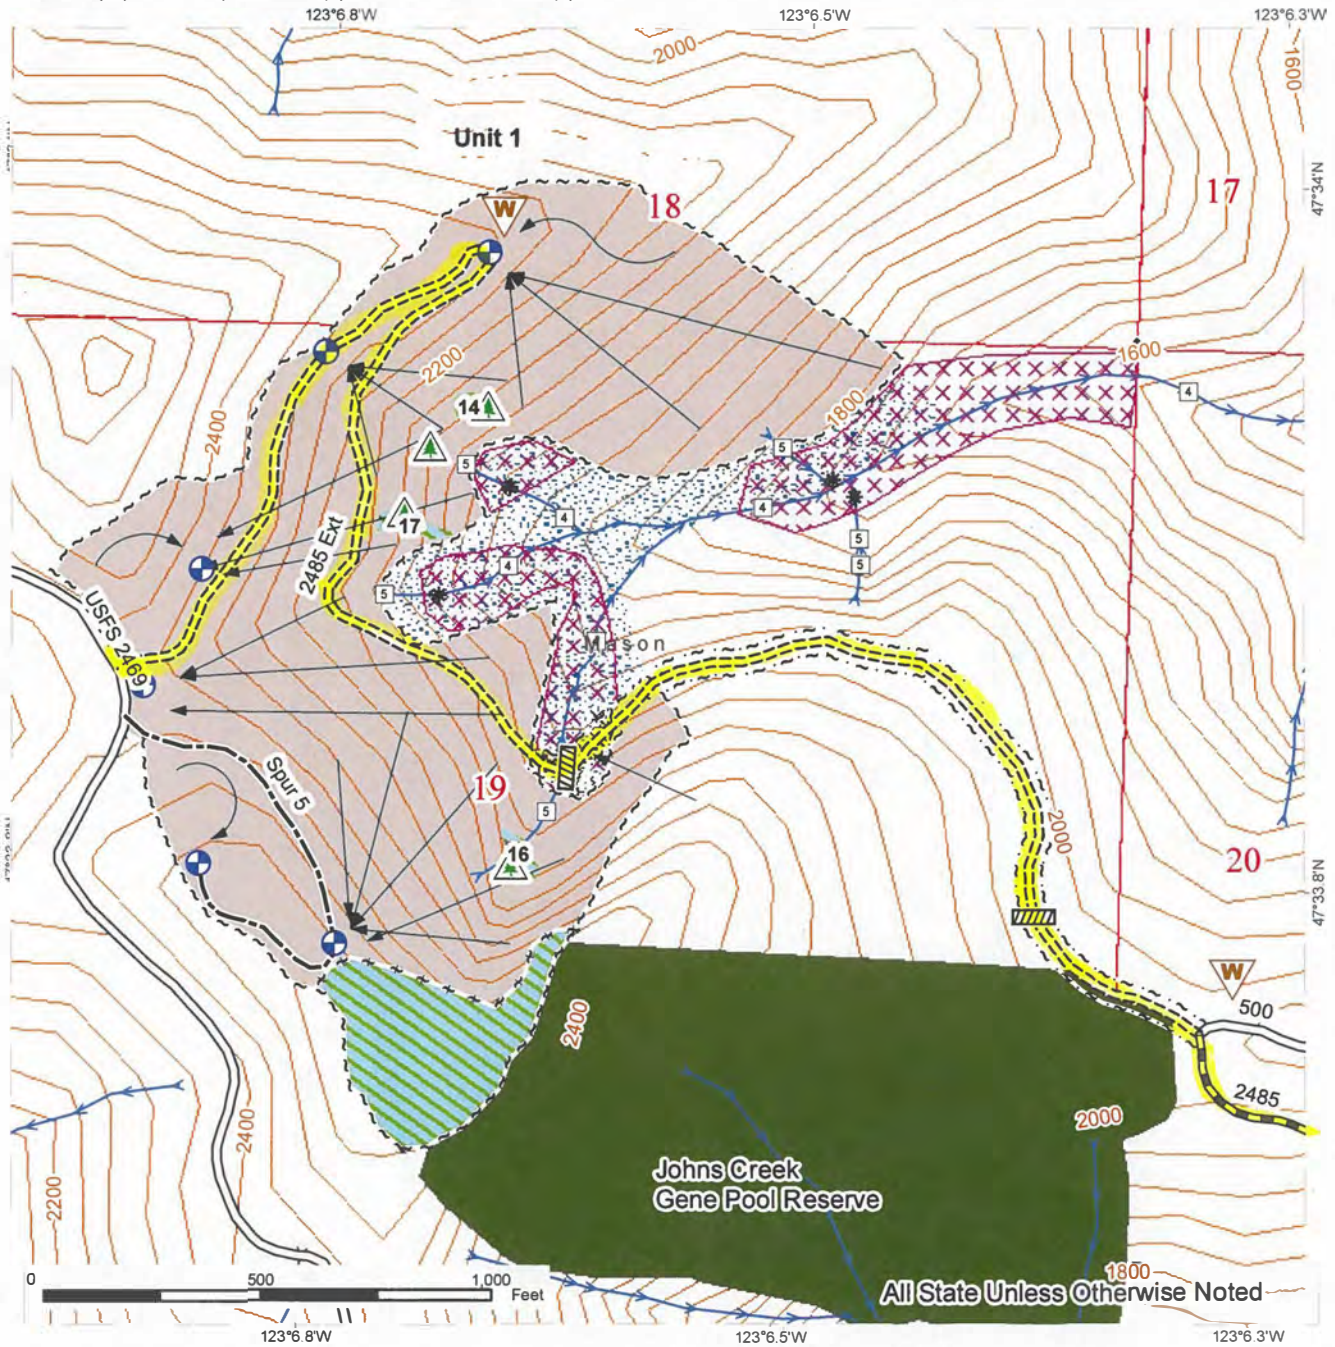 123°6.8'W
123°6.5'W
123°6.3'W
2000
1600
Unit 1
W
18
17
47°34'N
2200
1600
14
1800
2400
5
5
17
4
4
4
5
5
4
5
2485 Ext
USFS 2469
Mason
Spur 5
19
5
16
2000
20
47°33.8'N
W
500
2400
2485
2400
2000
Johns Creek
Gene Pool Reserve
2200
1800
0
500
1,000
Feet
All State Unless Otherwise Noted
123°6.8'W
123°6.5'W
123°6.3'W